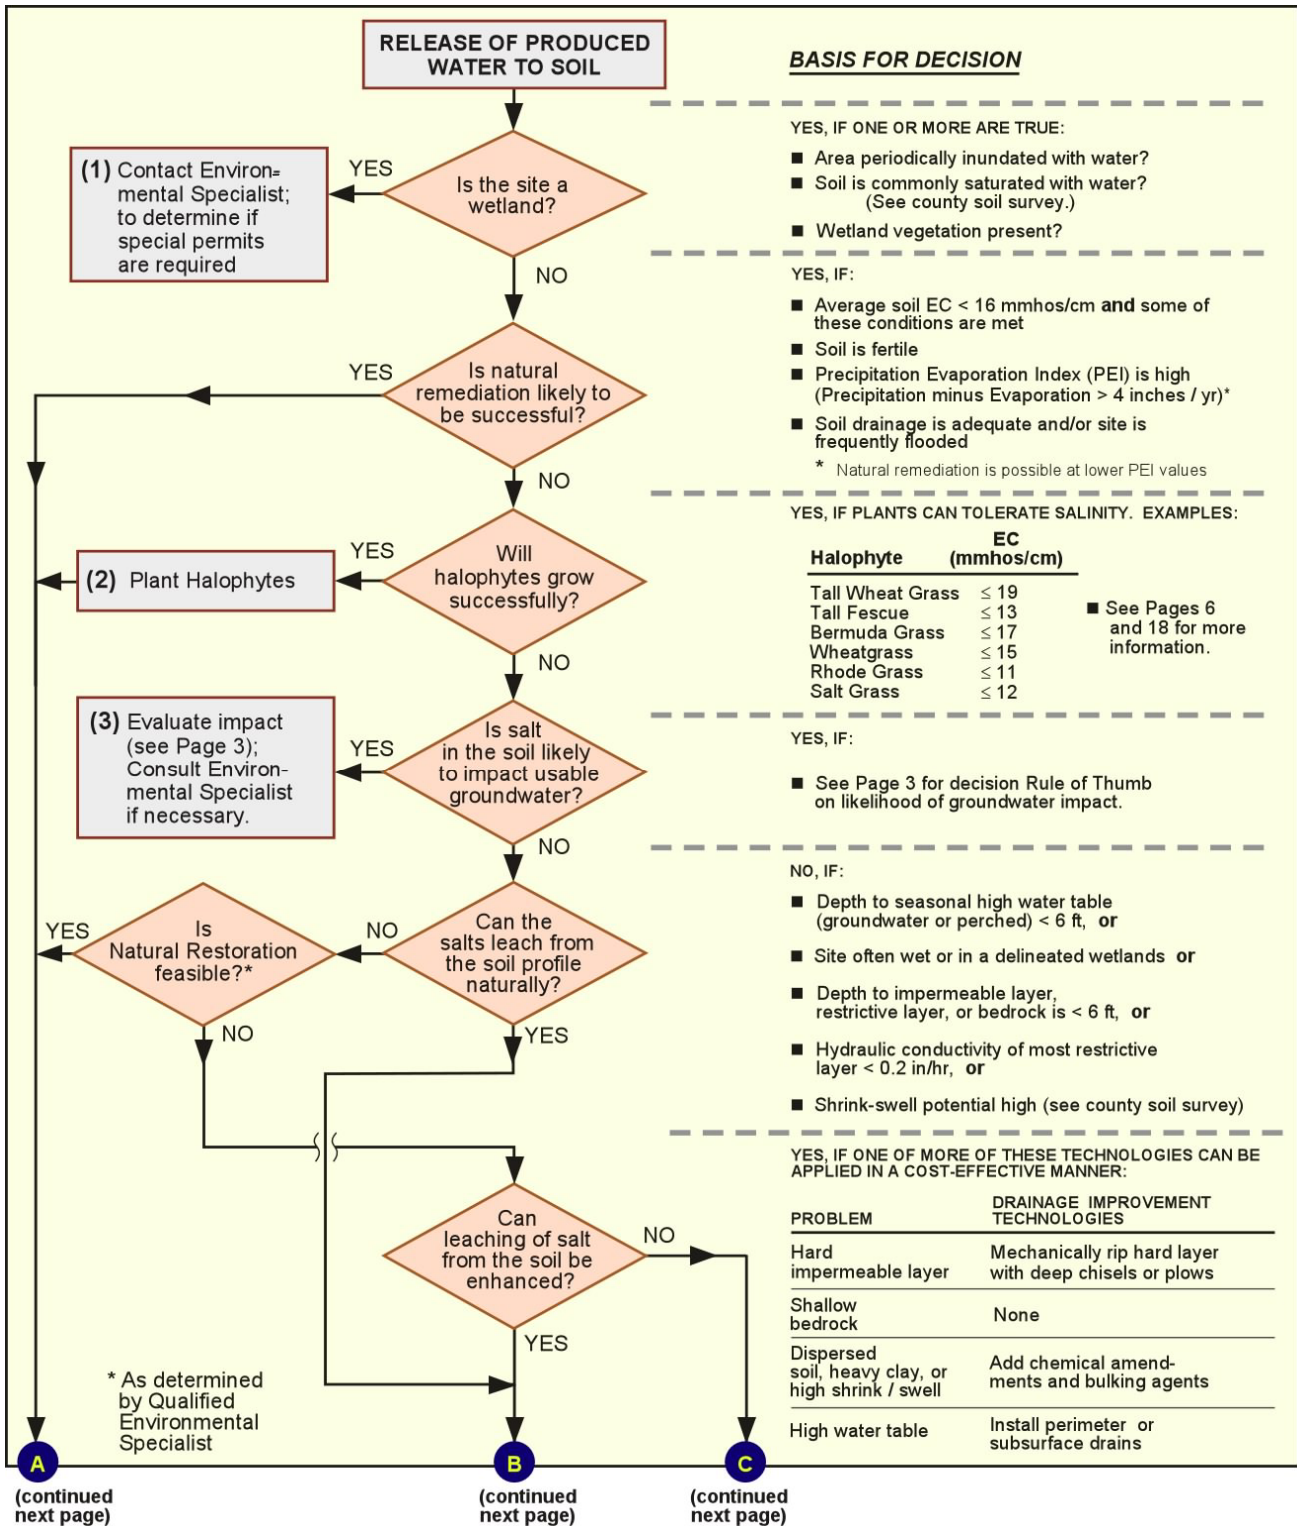 RELEASE OF PRODUCED
WATER TO SOIL
BASIS FOR DECISION
YES, IF ONE OR MORE ARE TRUE:
■ Area periodically inundated with water?
■ Soil is commonly saturated with water?
(See county soil survey.)
■ Wetland vegetation present?
Is the site a
wetland?
YES
(1) Contact Environ-
mental Specialist;
to determine if
special permits
are required
NO
YES, IF:
■ Average soil EC < 16 mmhos/cm and some of
these conditions are met
■ Soil is fertile
■ Precipitation Evaporation Index (PEI) is high
(Precipitation minus Evaporation > 4 inches / yr)*
■ Soil drainage is adequate and/or site is
frequently flooded
* Natural remediation is possible at lower PEI values
Is natural
remediation likely to
be successful?
YES
NO
YES, IF PLANTS CAN TOLERATE SALINITY. EXAMPLES:
Halophyte EC
(mmhos/cm)
Tall Wheat Grass ≤ 19
Tall Fescue ≤ 13
Bermuda Grass ≤ 17
Wheatgrass ≤ 15
Rhode Grass ≤ 11
Salt Grass ≤ 12
■ See Pages 6
and 18 for more
information.
Will
halophytes grow
successfully?
YES
(2) Plant Halophytes
NO
YES, IF:
■ See Page 3 for decision Rule of Thumb
on likelihood of groundwater impact.
Is salt
in the soil likely
to impact usable
groundwater?
YES
(3) Evaluate impact
(see Page 3);
Consult Environ-
mental Specialist
if necessary.
NO
NO, IF:
■ Depth to seasonal high water table
(groundwater or perched) < 6 ft, or
■ Site often wet or in a delineated wetlands or
■ Depth to impermeable layer,
restrictive layer, or bedrock is < 6 ft, or
■ Hydraulic conductivity of most restrictive
layer < 0.2 in/hr, or
■ Shrink-swell potential high (see county soil survey)
Can the
salts leach from
the soil profile
naturally?
NO
YES
Is
Natural Restoration
feasible?*
YES
NO
YES, IF ONE OF MORE OF THESE TECHNOLOGIES CAN BE
APPLIED IN A COST-EFFECTIVE MANNER:
PROBLEM DRAINAGE IMPROVEMENT
TECHNOLOGIES
Hard
impermeable layer
Mechanically rip hard layer
with deep chisels or plows
Shallow
bedrock
None
Dispersed
soil, heavy clay, or
high shrink / swell
Add chemical amend-
ments and bulking agents
High water table
Install perimeter or
subsurface drains
Can
leaching of salt
from the soil be
enhanced?
NO
YES
* As determined
by Qualified
Environmental
Specialist
A
(continued
next page)
B
(continued
next page)
C
(continued
next page)